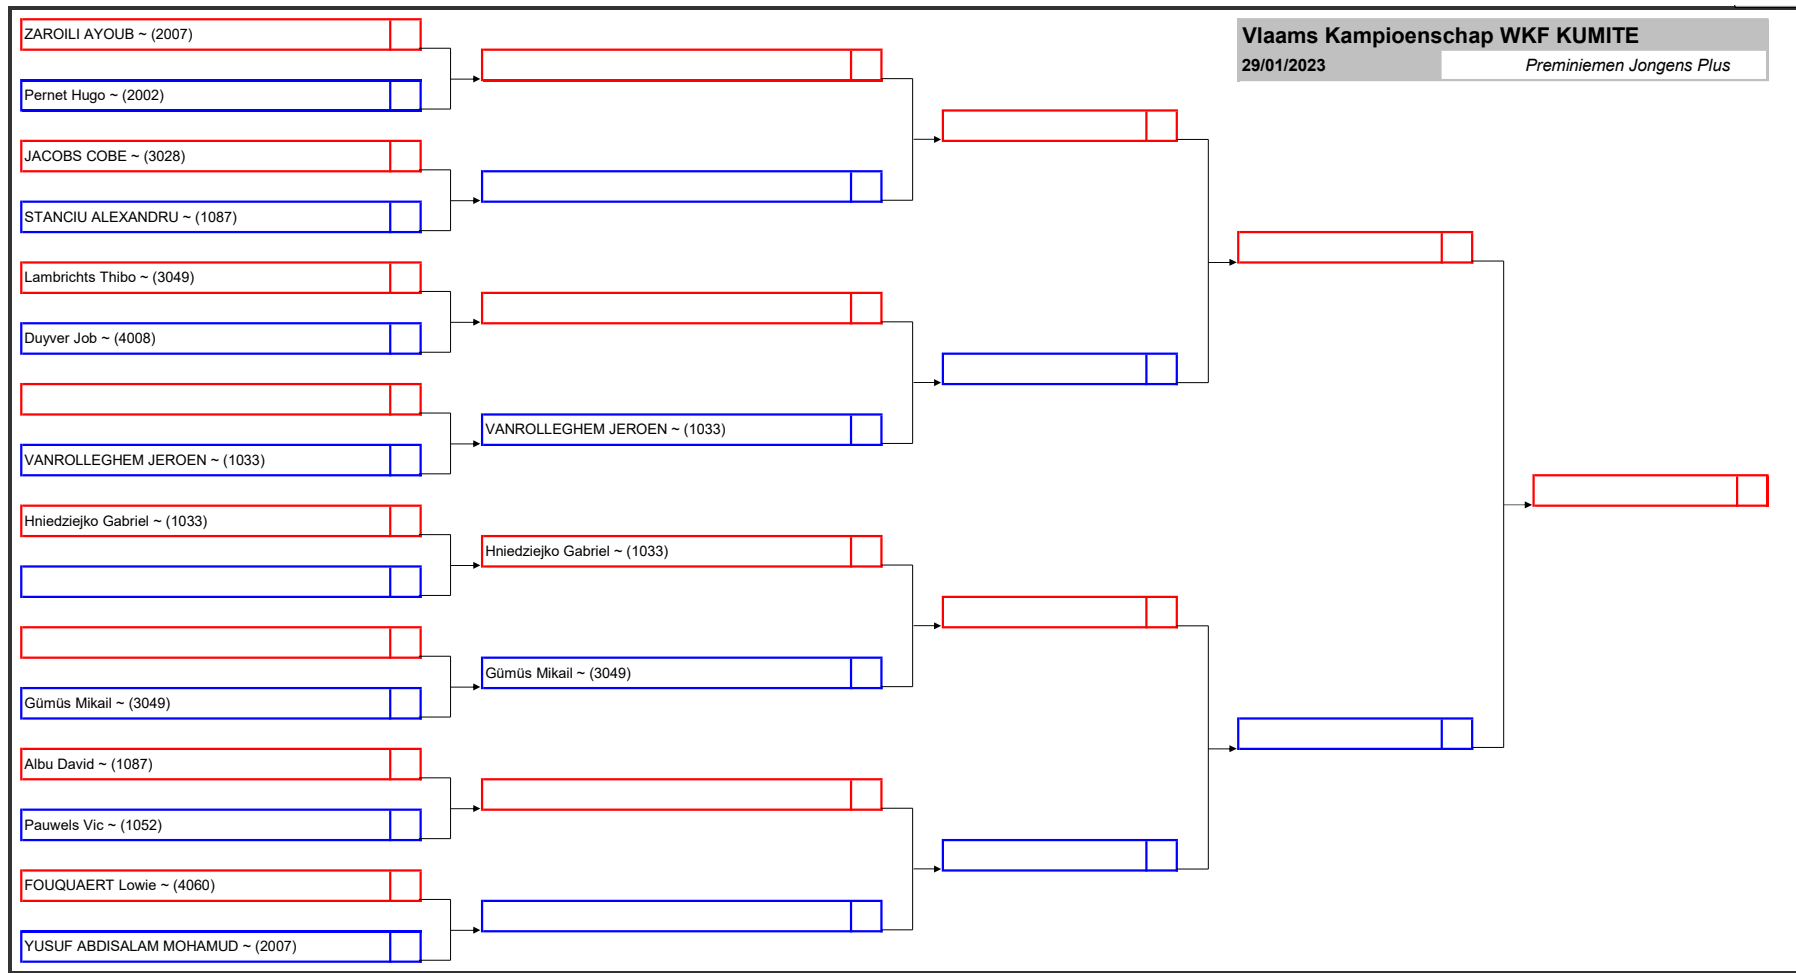 Vlaams Kampioenschap WKF KUMITE
29/01/2023 Preminiemen Jongens Plus
ZAROILI AYOUB ~ (2007)
Pernet Hugo ~ (2002)
JACOBS COBE ~ (3028)
STANCIU ALEXANDRU ~ (1087)
Lambrichts Thibo ~ (3049)
Duyver Job ~ (4008)
VANROLLEGHEM JEROEN ~ (1033)
Hniedziejko Gabriel ~ (1033)
Gümüs Mikail ~ (3049)
Albu David ~ (1087)
Pauwels Vic ~ (1052)
FOUQUAERT Lowie ~ (4060)
YUSUF ABDISALAM MOHAMUD ~ (2007)
VANROLLEGHEM JEROEN ~ (1033)
Hniedziejko Gabriel ~ (1033)
Gümüs Mikail ~ (3049)